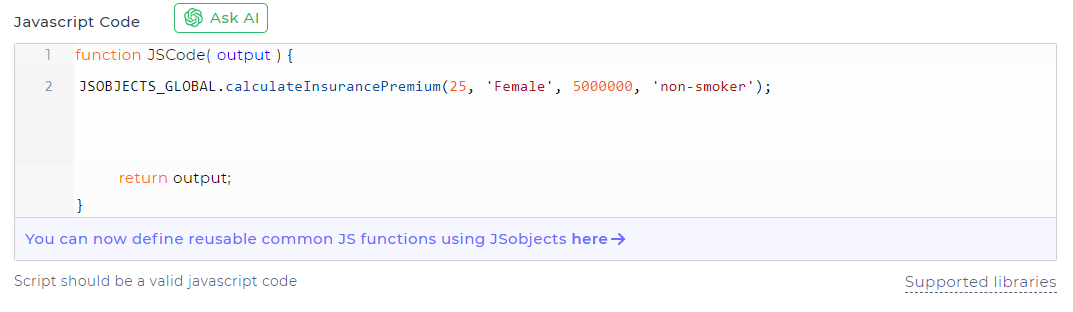 Javascript Code Ask AI
1 function JSCode( output ) {
2 JSOBJECTS_GLOBAL.calculateInsurancePremium(25, 'Female', 5000000, 'non-smoker');
return output;
}
You can now define reusable common JS functions using JSobjects here→
Script should be a valid javascript code Supported libraries